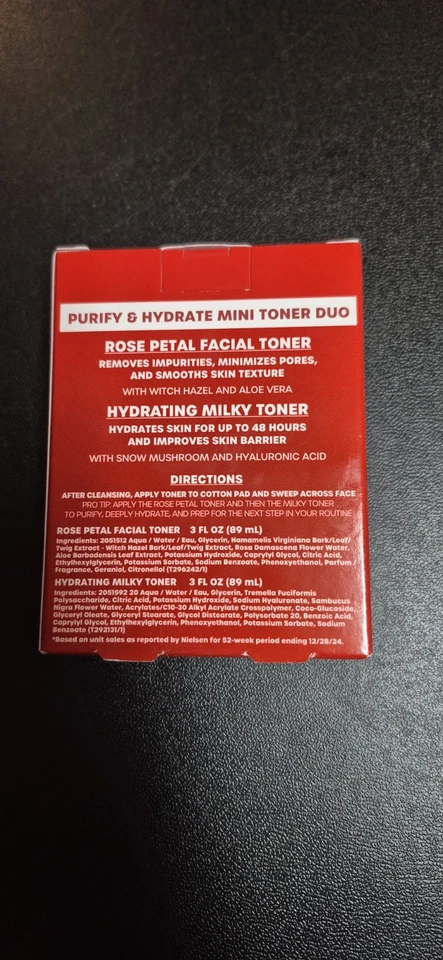 PURIFY & HYDRATE MINI TONER DUO
ROSE PETAL FACIAL TONER
REMOVES IMPURITIES, MINIMIZES PORES,
AND SMOOTHS SKIN TEXTURE
WITH WITCH HAZEL AND ALOE VERA
HYDRATING MILKY TONER
HYDRATES SKIN FOR UP TO 48 HOURS
AND IMPROVES SKIN BARRIER
WITH SNOW MUSHROOM AND HYALURONIC ACID
DIRECTIONS
AFTER CLEANSING, APPLY TONER TO COTTON PAD AND SWEEP ACROSS FACE
PRO TIP, APPLY THE ROSE PETAL TONER AND THEN THE MILKY TONER
TO PURIFY, DEEPLY HYDRATE, AND PREP FOR THE NEXT STEP IN YOUR ROUTINE
ROSE PETAL FACIAL TONER 3 FL OZ (89 mL)
Ingredients: 2051512 Aqua / Water / Eau, Glycerin, Hamamelis Virginiana Bark/Leaf/
Twig Extract - Witch Hazel Bark/Leaf/Twig Extract, Rosa Damascena Flower Water,
Aloe Barbadensis Leaf Extract, Potassium Hydroxide, Caprylyl Glycol, Citric Acid,
Ethylhexylglycerin, Potassium Sorbate, Sodium Benzoate, Phenoxyethanol, Parfum /
Fragrance, Geraniol, Citronellol (T296242/1)
HYDRATING MILKY TONER 3 FL OZ (89 mL)
Ingredients: 2051592 20 Aqua / Water / Eau, Glycerin, Tremella Fuciformis
Polysaccharide, Citric Acid, Potassium Hydroxide, Sodium Hyaluronate, Sambucus
Nigra Flower Water, Acrylates/C10-30 Alkyl Acrylate Crosspolymer, Coco-Glucoside,
Glyceryl Oleate, Glyceryl Stearate, Glycol Distearate, Polysorbate 20, Benzoic Acid,
Caprylyl Glycol, Ethylhexylglycerin, Phenoxyethanol, Potassium Sorbate, Sodium
Benzoate (T292131/1)
*Based on unit sales as reported by Nielsen for 52-week period ending 12/28/24.